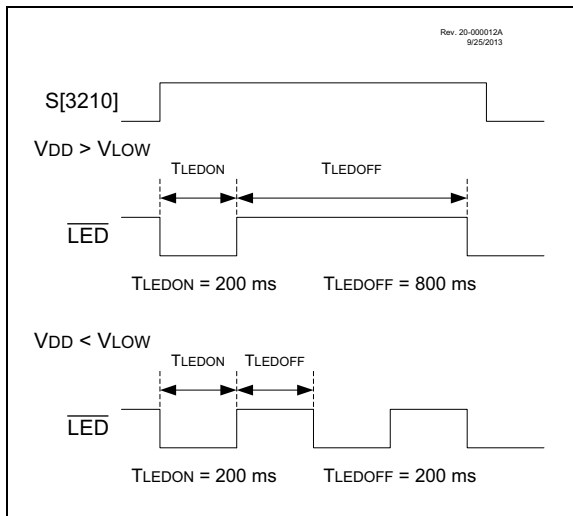 Rev. 20-000012A
9/25/2013
S[3210]
VDD > VLOW
TLEDON TLEDOFF
LED
TLEDON = 200 ms TLEDOFF = 800 ms
VDD < VLOW
TLEDON TLEDOFF
LED
TLEDON = 200 ms TLEDOFF = 200 ms